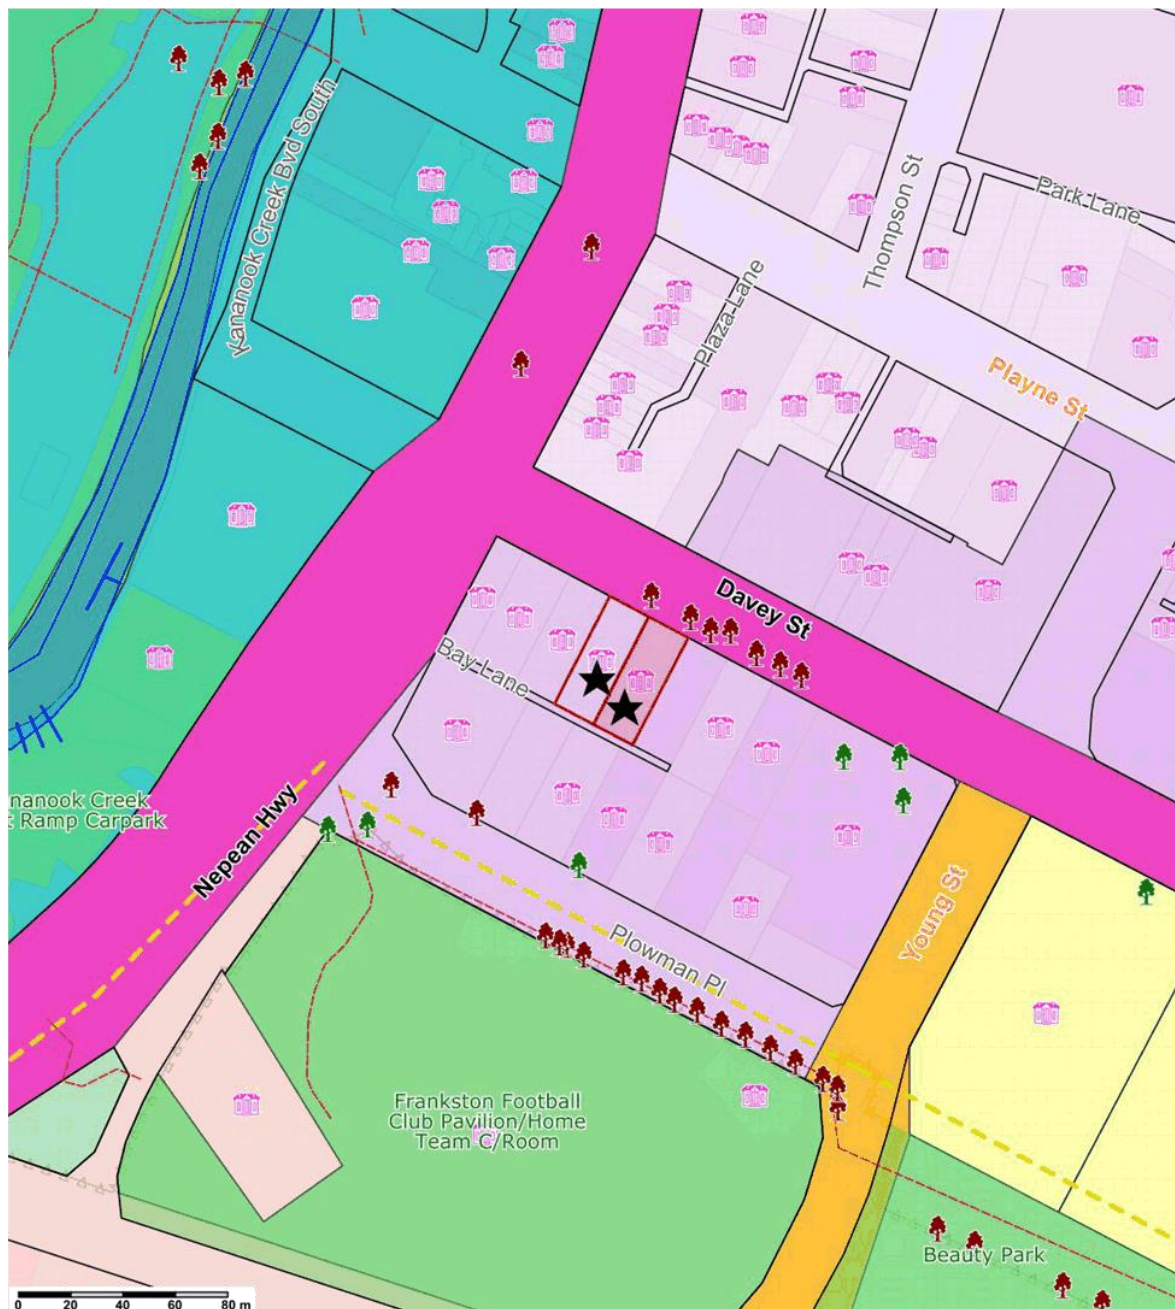 Kananook Creek Bvd South
Thompson St
Park Lane
Plaza Lane
Playne St
Davey St
Bay Lane
nanook Creek
t Ramp Carpark
Nepean Hwy
Young St
Plowman Pl
Frankston Football
Club Pavilion/Home
Team C/Room
Beauty Park
0 20 40 60 80 m